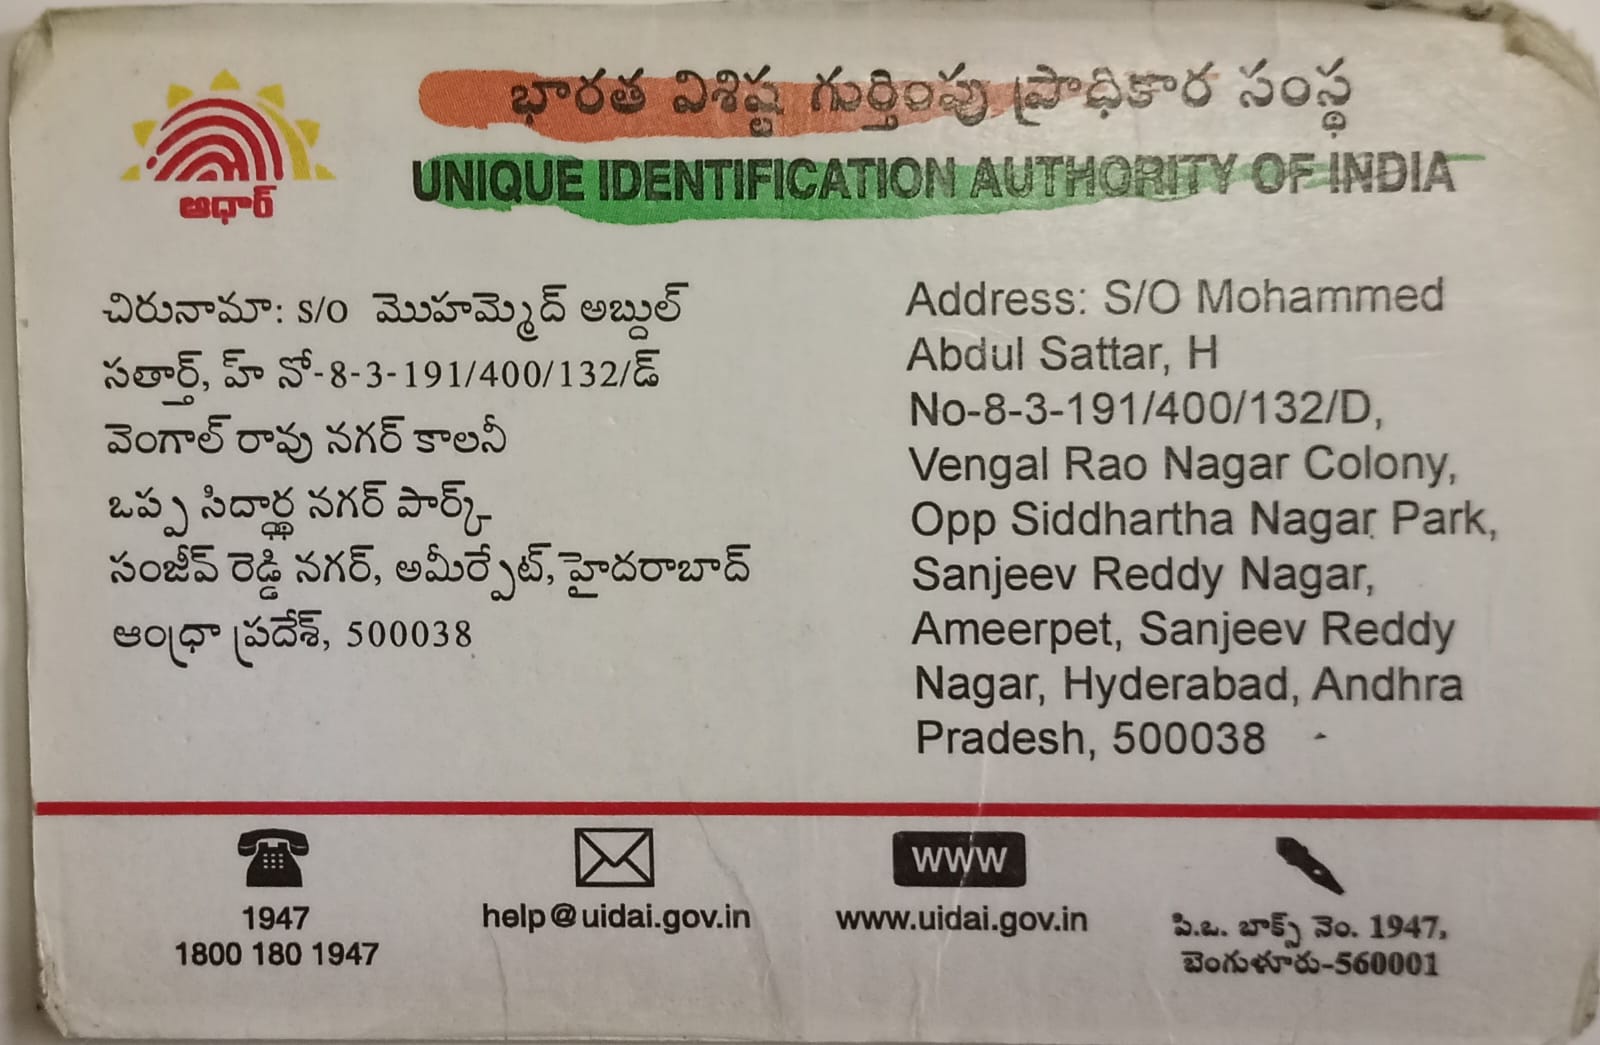 ఆధార్
భారత విశిష్ట గుర్తింపు ప్రాధికార సంస్థ
UNIQUE IDENTIFICATION AUTHORITY OF INDIA
చిరునామా: S/O మొహమ్మెద్ అబ్దుల్
సతార్త్, హ్ నో-8-3-191/400/132/డ్
వెంగాల్ రావు నగర్ కాలనీ
ఒప్ప సిదార్థ్థ నగర్ పార్క్
సంజీవ్ రెడ్డి నగర్, అమీర్పేట్,హైదరాబాద్
ఆంధ్రా ప్రదేశ్, 500038
Address: S/O Mohammed
Abdul Sattar, H
No-8-3-191/400/132/D,
Vengal Rao Nagar Colony,
Opp Siddhartha Nagar Park,
Sanjeev Reddy Nagar,
Ameerpet, Sanjeev Reddy
Nagar, Hyderabad, Andhra
Pradesh, 500038
1947
1800 180 1947
help@uidai.gov.in
WWW
www.uidai.gov.in
పి.ఒ. బాక్స్ నెం. 1947,
బెంగుళూరు-560001